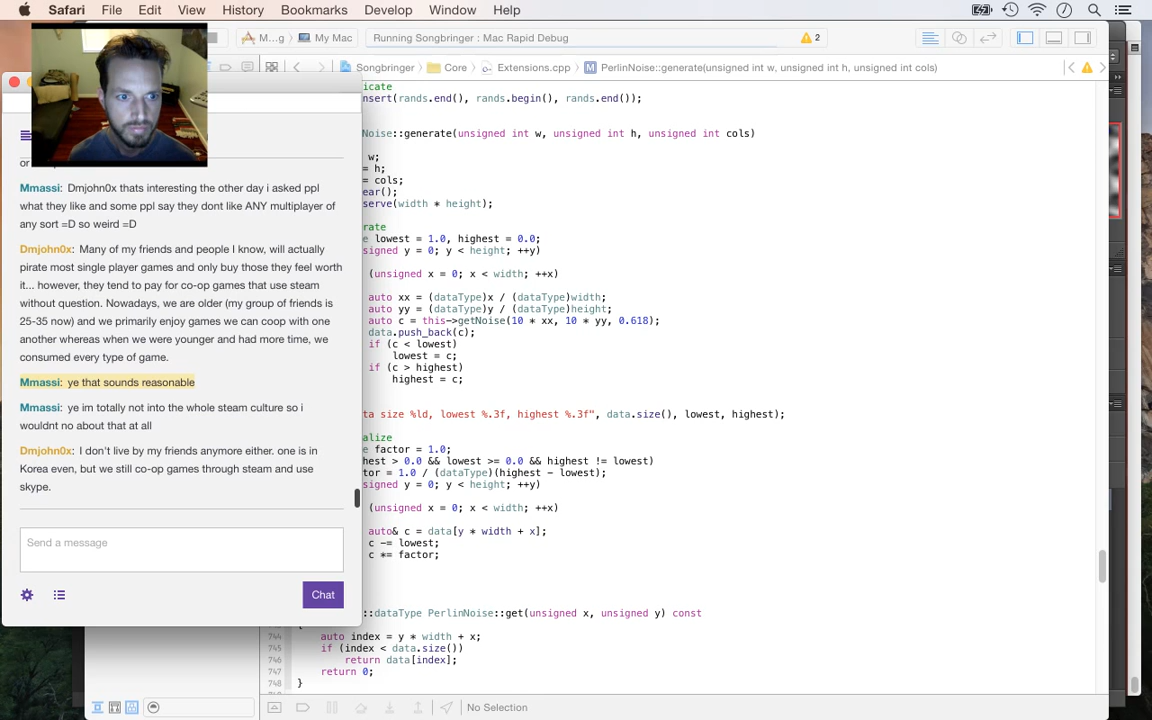 Safari File Edit View History Bookmarks Develop Window Help
M...g My Mac Running Songbringer : Mac Rapid Debug 2
Songbringer Core Extensions.cpp PerlinNoise::generate(unsigned int w, unsigned int h, unsigned int cols)
or
Mmassi: Dmjohn0x thats interesting the other day i asked ppl
what they like and some ppl say they dont like ANY multiplayer of
any sort =D so weird =D
Dmjohn0x: Many of my friends and people I know, will actually
pirate most single player games and only buy those they feel worth
it... however, they tend to pay for co-op games that use steam
without question. Nowadays, we are older (my group of friends is
25-35 now) and we primarily enjoy games we can coop with one
another whereas when we were younger and had more time, we
consumed every type of game.
Mmassi: ye that sounds reasonable
Mmassi: ye im totally not into the whole steam culture so i
wouldnt no about that at all
Dmjohn0x: I don't live by my friends anymore either. one is in
Korea even, but we still co-op games through steam and use
skype.
Send a message
Chat
icate
nsert(rands.end(), rands.begin(), rands.end());
Noise::generate(unsigned int w, unsigned int h, unsigned int cols)
w;
= h;
= cols;
ear();
serve(width * height);
rate
e lowest = 1.0, highest = 0.0;
signed y = 0; y < height; ++y)
(unsigned x = 0; x < width; ++x)
auto xx = (dataType)x / (dataType)width;
auto yy = (dataType)y / (dataType)height;
auto c = this->getNoise(10 * xx, 10 * yy, 0.618);
data.push_back(c);
if (c < lowest)
lowest = c;
if (c > highest)
highest = c;
ta size %ld, lowest %.3f, highest %.3f", data.size(), lowest, highest);
alize
e factor = 1.0;
hest > 0.0 && lowest >= 0.0 && highest != lowest)
tor = 1.0 / (dataType)(highest - lowest);
signed y = 0; y < height; ++y)
(unsigned x = 0; x < width; ++x)
auto& c = data[y * width + x];
c -= lowest;
c *= factor;
::dataType PerlinNoise::get(unsigned x, unsigned y) const
{
744 auto index = y * width + x;
745 if (index < data.size())
746 return data[index];
747 return 0;
748 }
No Selection